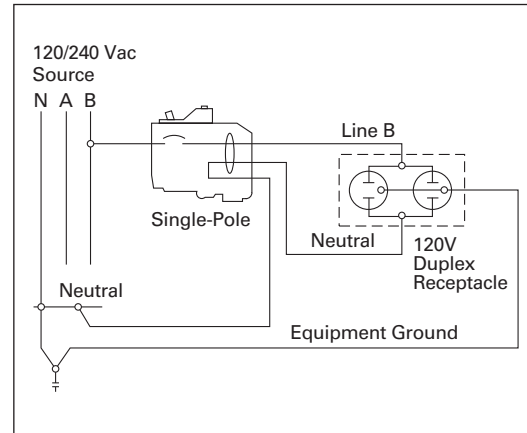 120/240 Vac
Source
N A B
Line B
Single-Pole
Neutral
120V
Duplex
Receptacle
Neutral
Equipment Ground